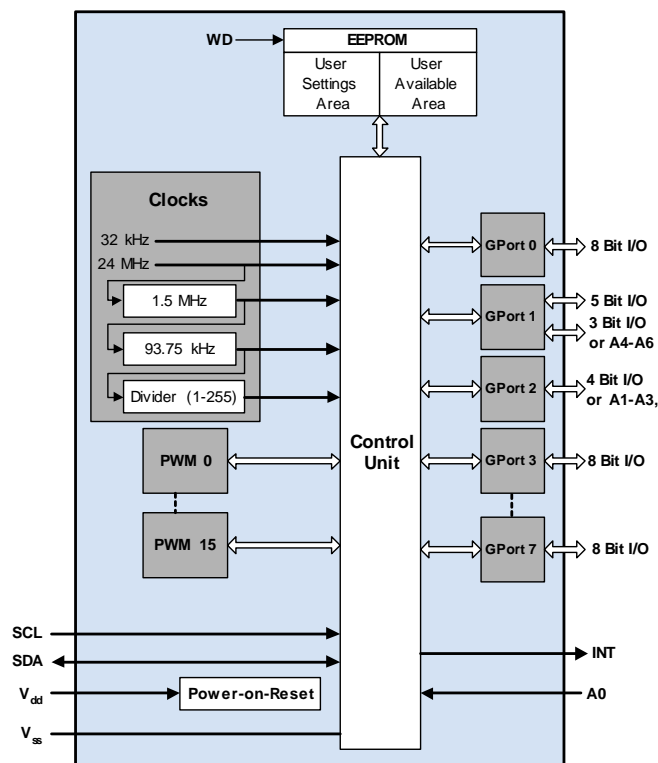 WD
EEPROM
User Settings Area
User Available Area
Clocks
32 kHz
24 MHz
1.5 MHz
93.75 kHz
Divider (1-255)
PWM 0
PWM 15
Control Unit
GPort 0
8 Bit I/O
GPort 1
5 Bit I/O
3 Bit I/O
or A4-A6
GPort 2
4 Bit I/O
or A1-A3,
GPort 3
8 Bit I/O
GPort 7
8 Bit I/O
SCL
SDA
Vdd
Power-on-Reset
Vss
INT
A0